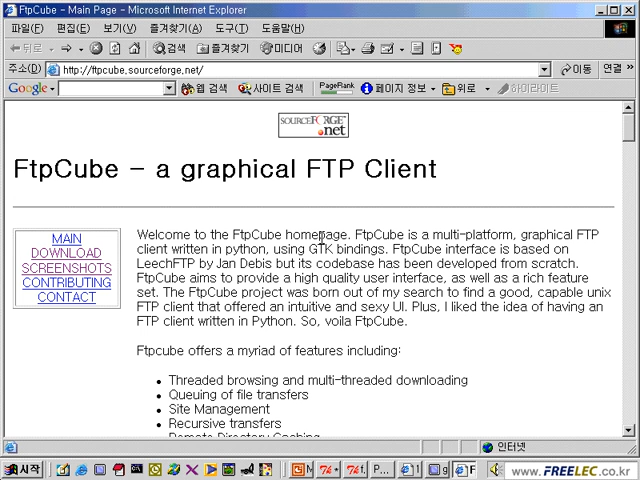 FtpCube - Main Page - Microsoft Internet Explorer
파일(F) 편집(E) 보기(V) 즐겨찾기(A) 도구(T) 도움말(H)
뒤로 검색 즐겨찾기 미디어
주소(D) http://ftpcube.sourceforge.net/ 이동 연결 »
Google 웹 검색 사이트 검색 PageRank 페이지 정보 위로 하이라이트
SOURCEFORGE
.net
FtpCube - a graphical FTP Client
MAIN
DOWNLOAD
SCREENSHOTS
CONTRIBUTING
CONTACT
Welcome to the FtpCube homepage. FtpCube is a multi-platform, graphical FTP
client written in python, using GTK bindings. FtpCube interface is based on
LeechFTP by Jan Debis but its codebase has been developed from scratch.
FtpCube aims to provide a high quality user interface, as well as a rich feature
set. The FtpCube project was born out of my search to find a good, capable unix
FTP client that offered an intuitive and sexy UI. Plus, I liked the idea of having an
FTP client written in Python. So, voila FtpCube.
Ftpcube offers a myriad of features including:
• Threaded browsing and multi-threaded downloading
• Queuing of file transfers
• Site Management
• Recursive transfers
• Remote Directory Caching
인터넷
시작 www.FREELEC.co.kr